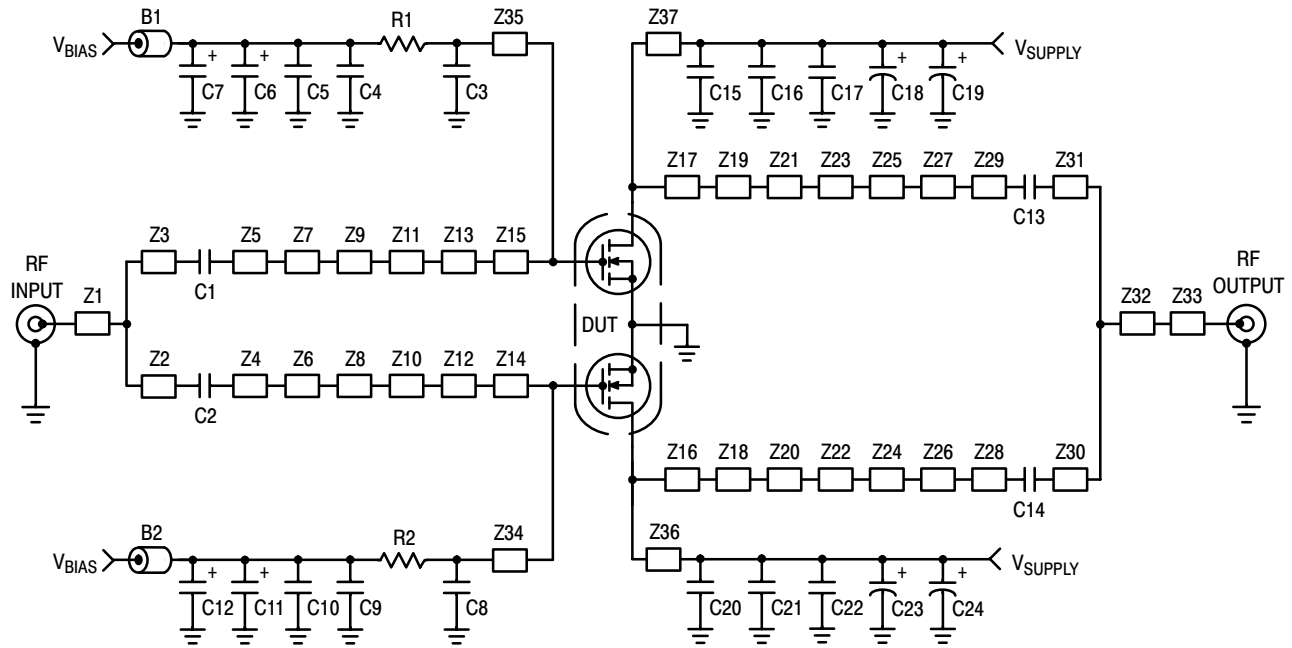 B1
R1
Z35
Z37
VBIAS
VSUPPLY
+
+
C7
C6
C5
C4
C3
C15
C16
C17
+
C18
+
C19
Z17 Z19 Z21 Z23 Z25 Z27 Z29 Z31
C13
RF
INPUT
Z1
Z3 Z5 Z7 Z9 Z11 Z13 Z15
C1
DUT
RF
OUTPUT
Z32 Z33
Z2 Z4 Z6 Z8 Z10 Z12 Z14
C2
Z16 Z18 Z20 Z22 Z24 Z26 Z28 Z30
C14
B2
R2
Z34
Z36
VBIAS
VSUPPLY
+
+
C12
C11
C10
C9
C8
C20
C21
C22
+
C23
+
C24